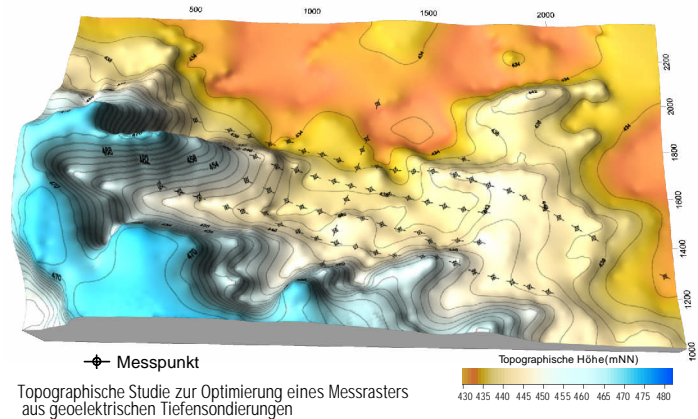 500 1000 1500 2000
2200
2000
1800
1600
1400
1200
1000
Messpunkt
Topographische Höhe(mNN)
430 435 445 450 455 460 465 470 475 480
Topographische Studie zur Optimierung eines Messrasters
aus geoelektrischen Tiefensondierungen